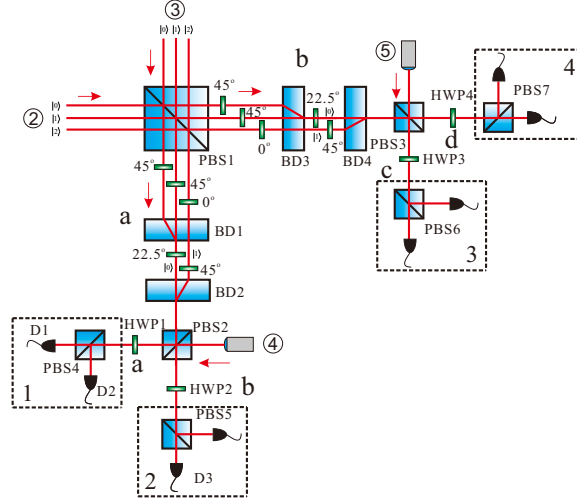 ③
|0⟩ |1⟩ |2⟩
b
⑤
4
45°
45°
0°
22.5°
|0⟩
|1⟩
45°
HWP4
PBS7
②
|0⟩
|1⟩
|2⟩
PBS1
BD3
BD4
PBS3
d
HWP3
c
45°
45°
0°
a
BD1
PBS6
3
22.5°
|0⟩
|1⟩
45°
BD2
D1
HWP1
PBS2
④
PBS4
a
D2
1
HWP2
b
PBS5
D3
2